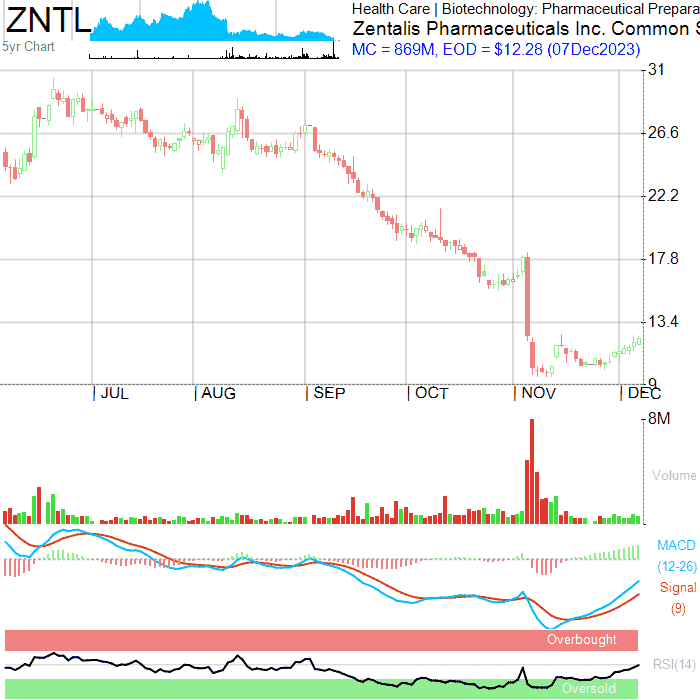 ZNTL
5yr Chart
Health Care | Biotechnology: Pharmaceutical Prepara
Zentalis Pharmaceuticals Inc. Common S
MC = 869M, EOD = $12.28 (07Dec2023)
31
26.6
22.2
17.8
13.4
9
JUL
AUG
SEP
OCT
NOV
DEC
8M
Volume
MACD
(12-26)
Signal
(9)
Overbought
RSI(14)
Oversold